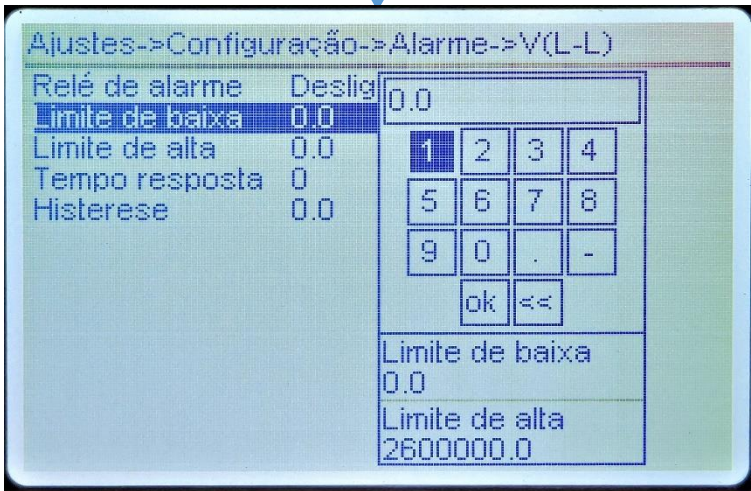 Ajustes->Configuração->Alarme->V(L-L)
Relé de alarme Deslig
Limite de baixa 0.0
Limite de alta 0.0
Tempo resposta 0
Histerese 0.0
0.0
1 2 3 4
5 6 7 8
9 0 . -
ok <<
Limite de baixa
0.0
Limite de alta
2600000.0